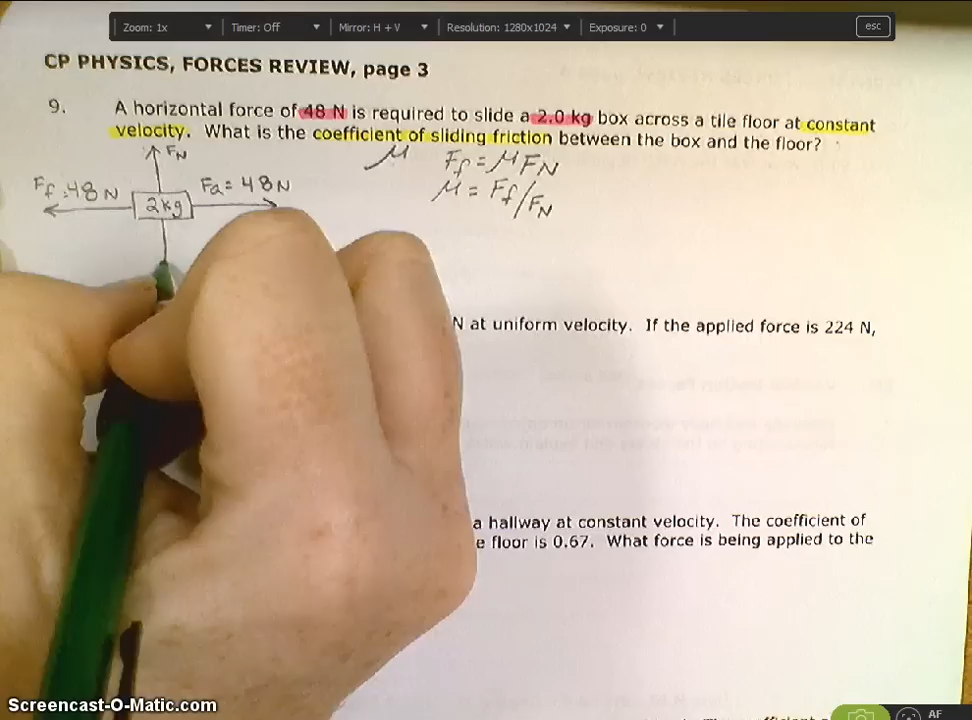 Zoom: 1x Timer: Off Mirror: H + V Resolution: 1280x1024 Exposure: 0 esc
CP PHYSICS, FORCES REVIEW, page 3
9. A horizontal force of 48 N is required to slide a 2.0 kg box across a tile floor at constant
velocity. What is the coefficient of sliding friction between the box and the floor?
FN
μ Ff = μFN
Ff = 48 N Fa = 48 N μ = Ff/FN
2kg
N at uniform velocity. If the applied force is 224 N,
a hallway at constant velocity. The coefficient of
e floor is 0.67. What force is being applied to the
Screencast-O-Matic.com
AF